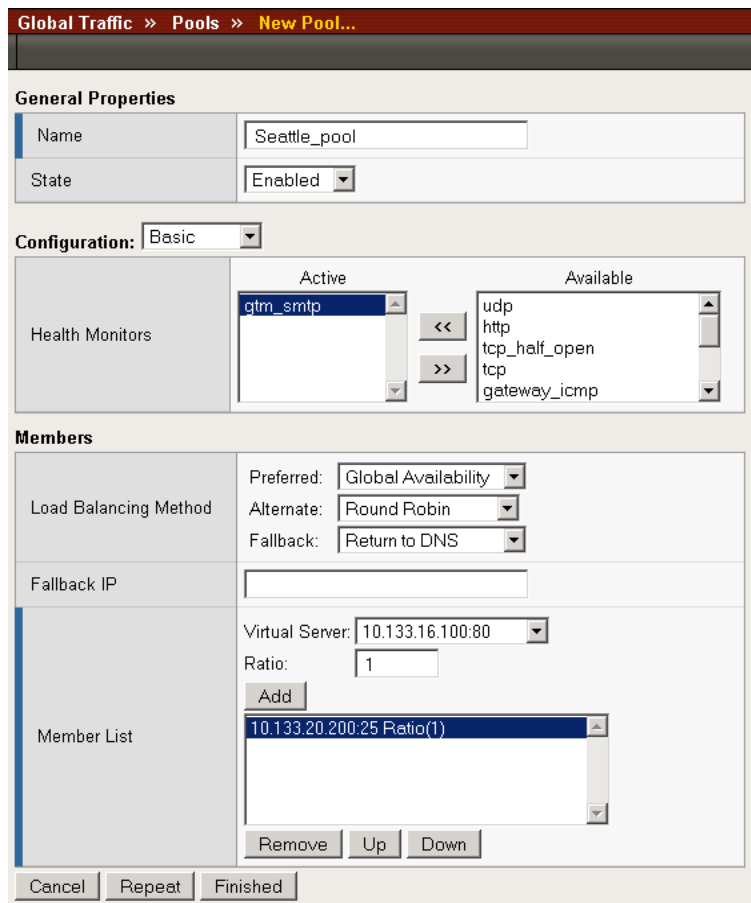 Global Traffic » Pools » New Pool...
General Properties
Name
Seattle_pool
State
Enabled
Configuration: Basic
Health Monitors
Active
gtm_smtp
<<
>>
Available
udp
http
tcp_half_open
tcp
gateway_icmp
Members
Load Balancing Method
Preferred: Global Availability
Alternate: Round Robin
Fallback: Return to DNS
Fallback IP
Member List
Virtual Server: 10.133.16.100:80
Ratio: 1
Add
10.133.20.200:25 Ratio(1)
Remove Up Down
Cancel Repeat Finished